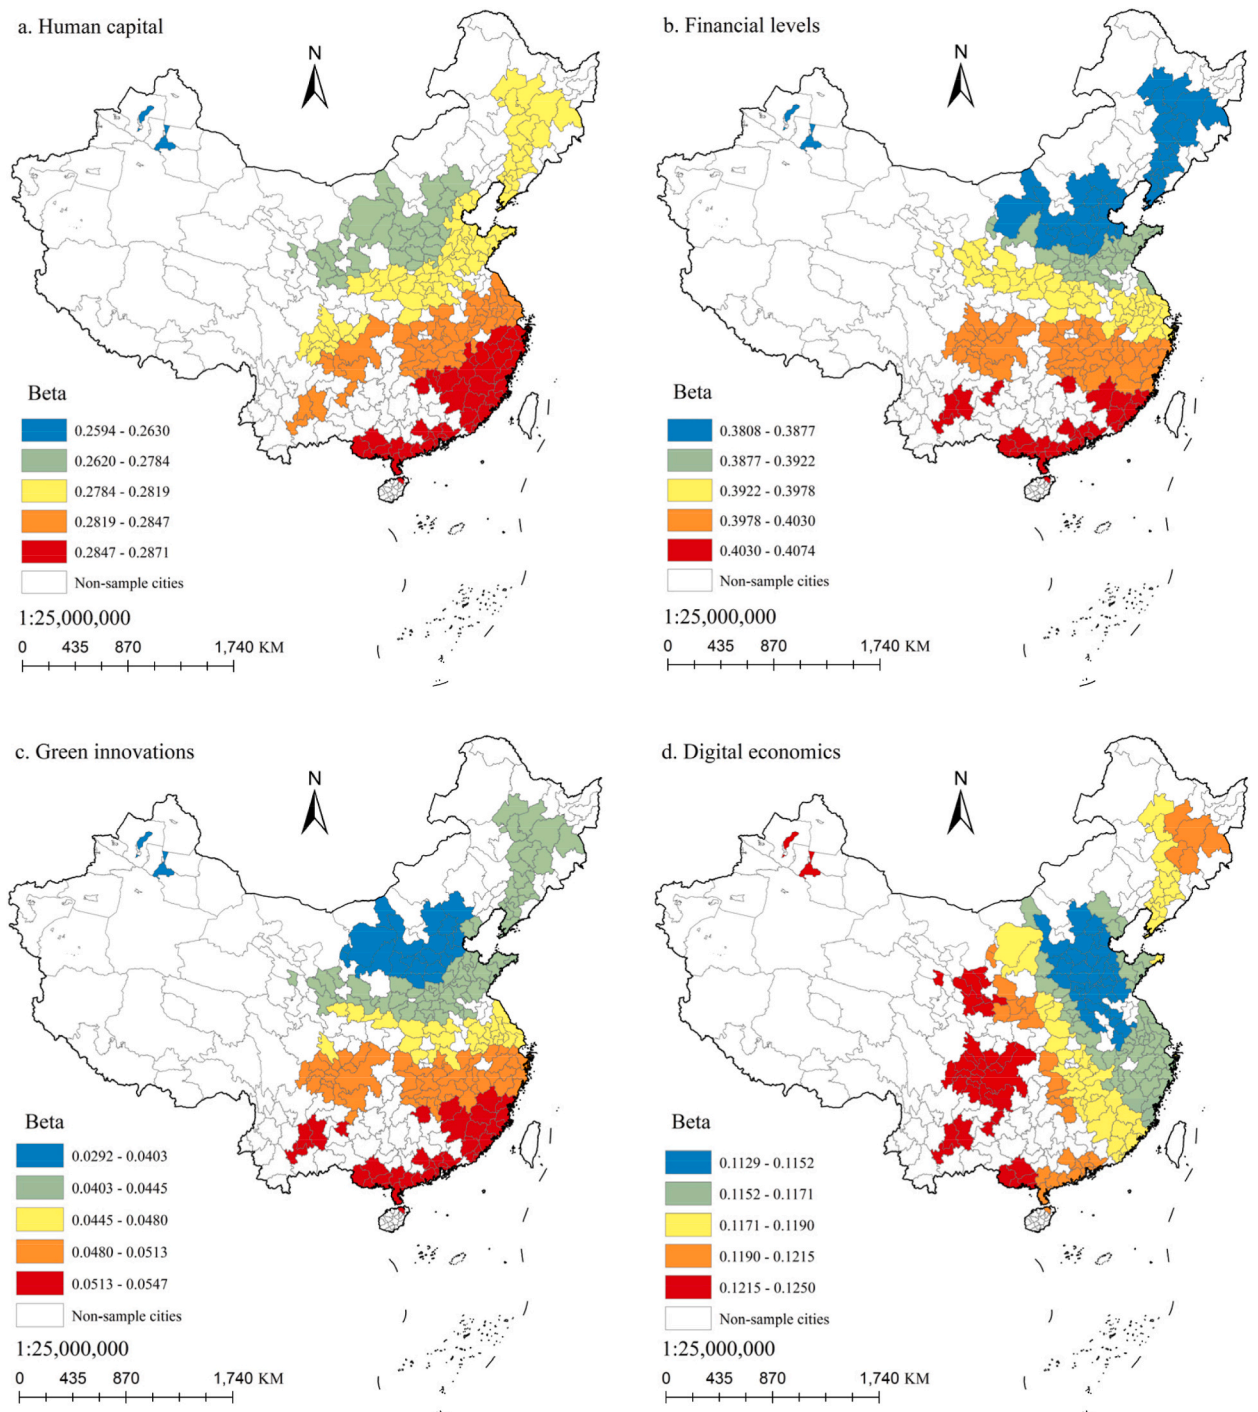 a. Human capital
N
Beta
0.2594 - 0.2630
0.2620 - 0.2784
0.2784 - 0.2819
0.2819 - 0.2847
0.2847 - 0.2871
Non-sample cities
1:25,000,000
0 435 870 1,740 KM
b. Financial levels
N
Beta
0.3808 - 0.3877
0.3877 - 0.3922
0.3922 - 0.3978
0.3978 - 0.4030
0.4030 - 0.4074
Non-sample cities
1:25,000,000
0 435 870 1,740 KM
c. Green innovations
N
Beta
0.0292 - 0.0403
0.0403 - 0.0445
0.0445 - 0.0480
0.0480 - 0.0513
0.0513 - 0.0547
Non-sample cities
1:25,000,000
0 435 870 1,740 KM
d. Digital economics
N
Beta
0.1129 - 0.1152
0.1152 - 0.1171
0.1171 - 0.1190
0.1190 - 0.1215
0.1215 - 0.1250
Non-sample cities
1:25,000,000
0 435 870 1,740 KM